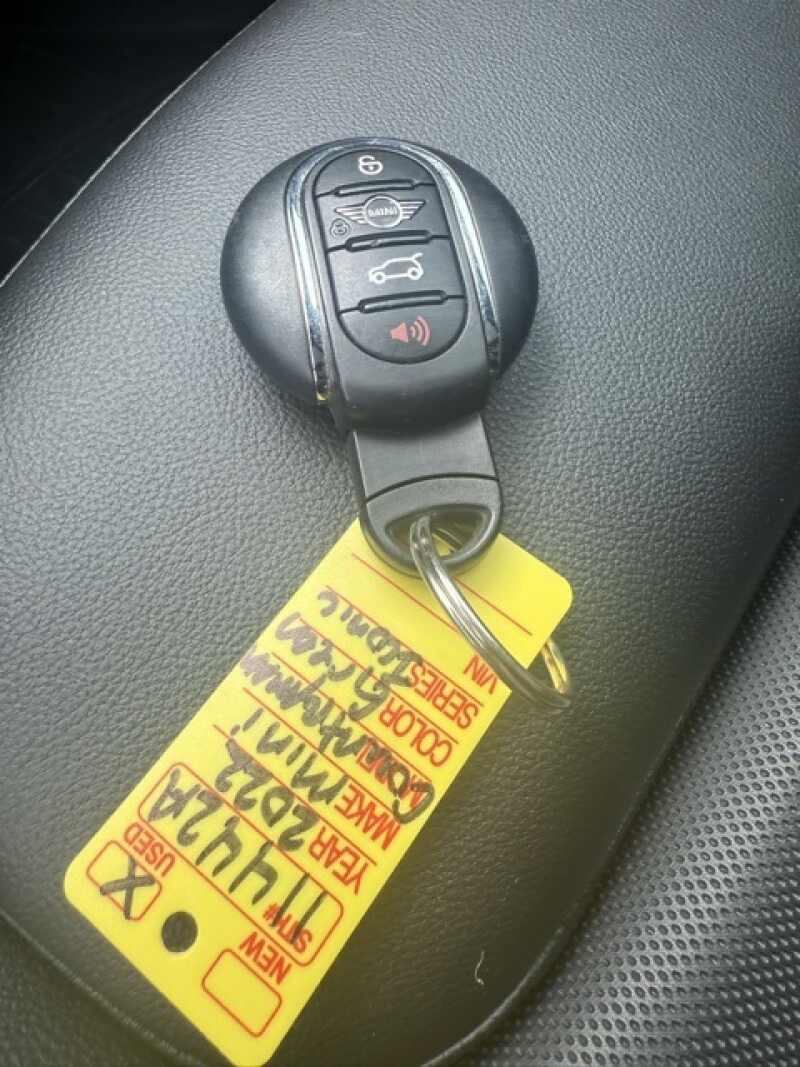 MINI
NEW
X USED
STK# 11442A
YEAR 2022
MAKE mini
Countryman
COLOR Green
SERIES Iconic
VIN